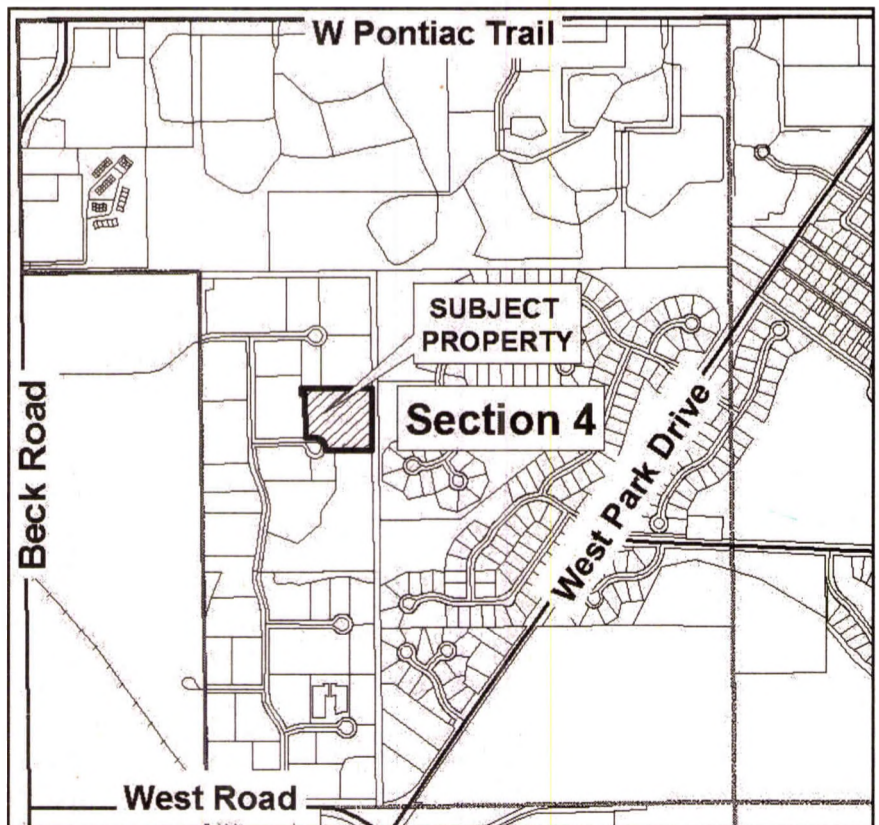 W Pontiac Trail
SUBJECT
PROPERTY
Section 4
Beck Road
West Park Drive
West Road